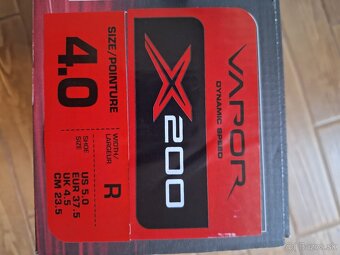 VAPOR
DYNAMIC SPEED
X200
SIZE/POINTURE
4.0
WIDTH/
LARGEUR
R
SHOE
SIZE
US 5.0
EUR 37.5
UK 4.5
CM 23.5